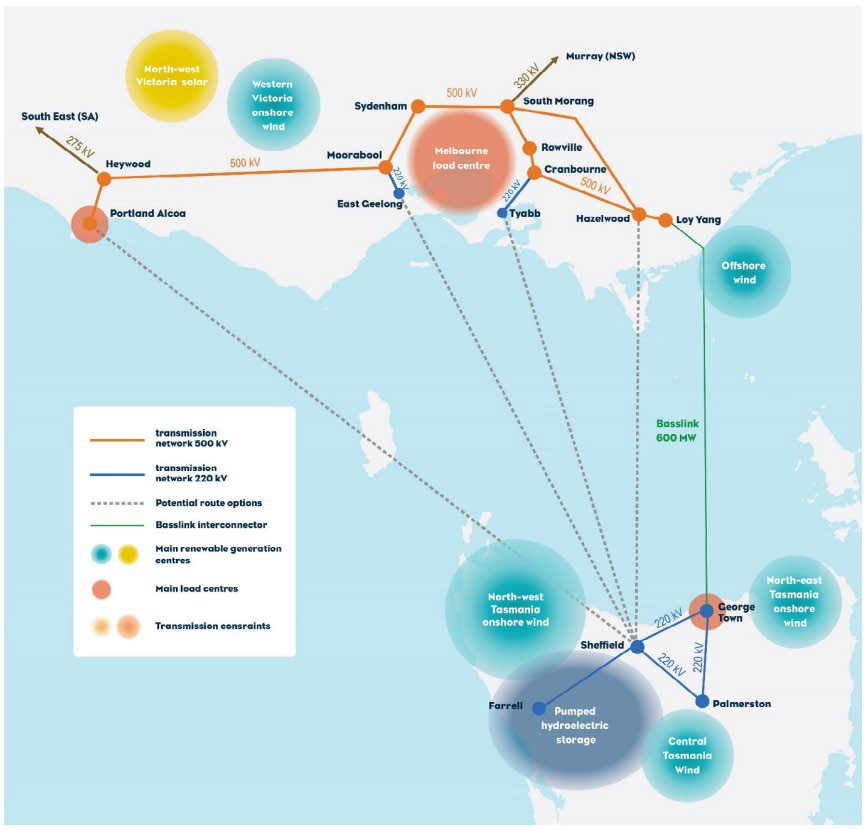 North-west
Victoria solar
Western
Victoria
onshore
wind
Murray (NSW)
330 kV
500 kV
Sydenham
South Morang
South East (SA)
275 kV
Heywood
500 kV
Moorabool
Melbourne
load centre
Rowville
Cranbourne
220 kV
220 kV
500 kV
East Geelong
Tyabb
Hazelwood
Loy Yang
Portland Alcoa
Offshore
wind
Basslink
600 MW
transmission
network 500 kV
transmission
network 220 kV
Potential route options
Basslink interconnector
Main renewable generation
centres
Main load centres
Transmission consraints
North-west
Tasmania
onshore wind
North-east
Tasmania
onshore
wind
George
Town
220 kV
Sheffield
220 kV
220 kV
Farrell
Pumped
hydroelectric
storage
Palmerston
Central
Tasmania
Wind